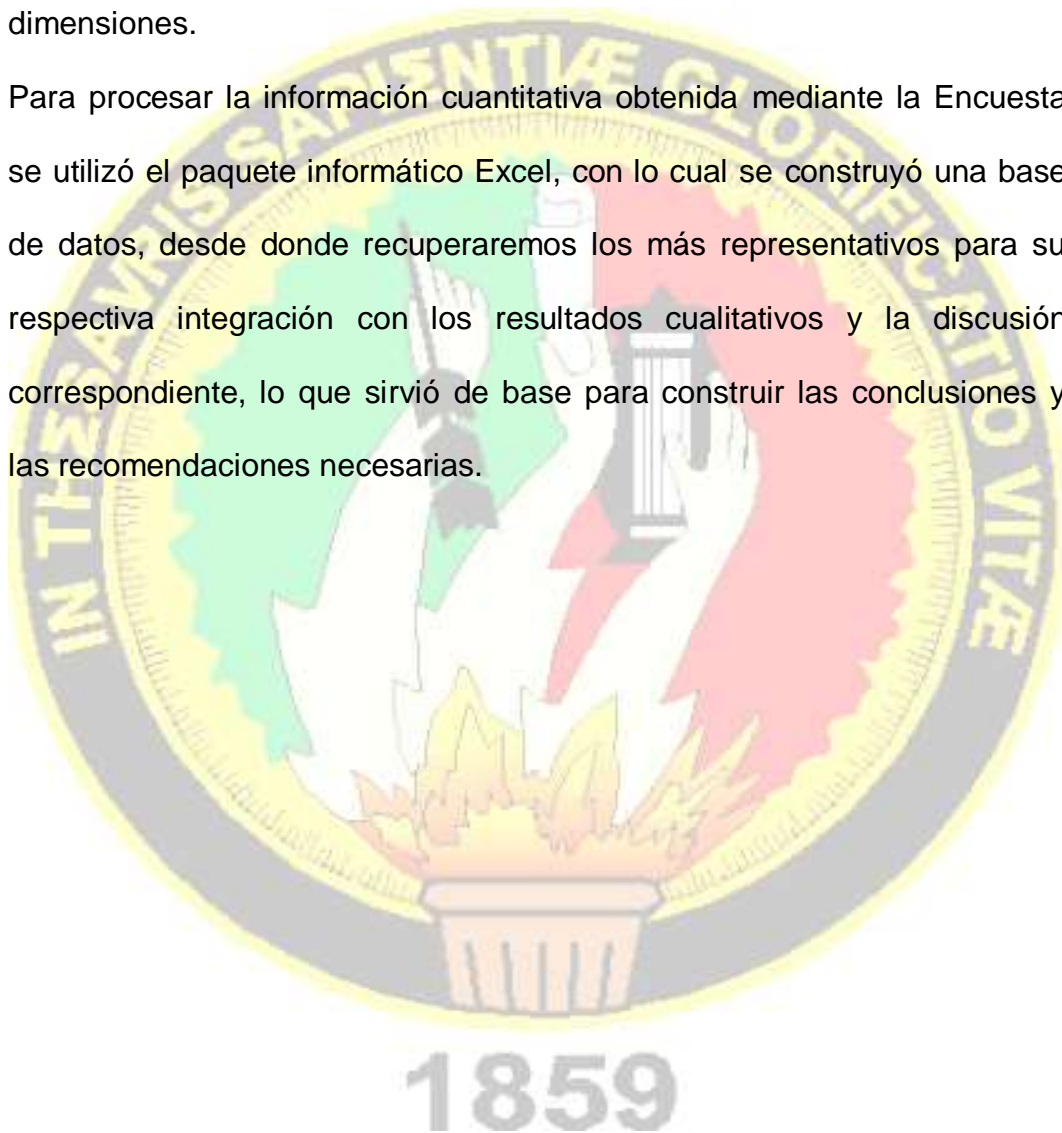 dimensiones.
Para procesar la información cuantitativa obtenida mediante la Encuesta
se utilizó el paquete informático Excel, con lo cual se construyó una base
de datos, desde donde recuperaremos los más representativos para su
respectiva integración con los resultados cualitativos y la discusión
correspondiente, lo que sirvió de base para construir las conclusiones y
las recomendaciones necesarias.
IN THESAVRIS SAPIENTIÆ GLORIFICATIO VITÆ
1859